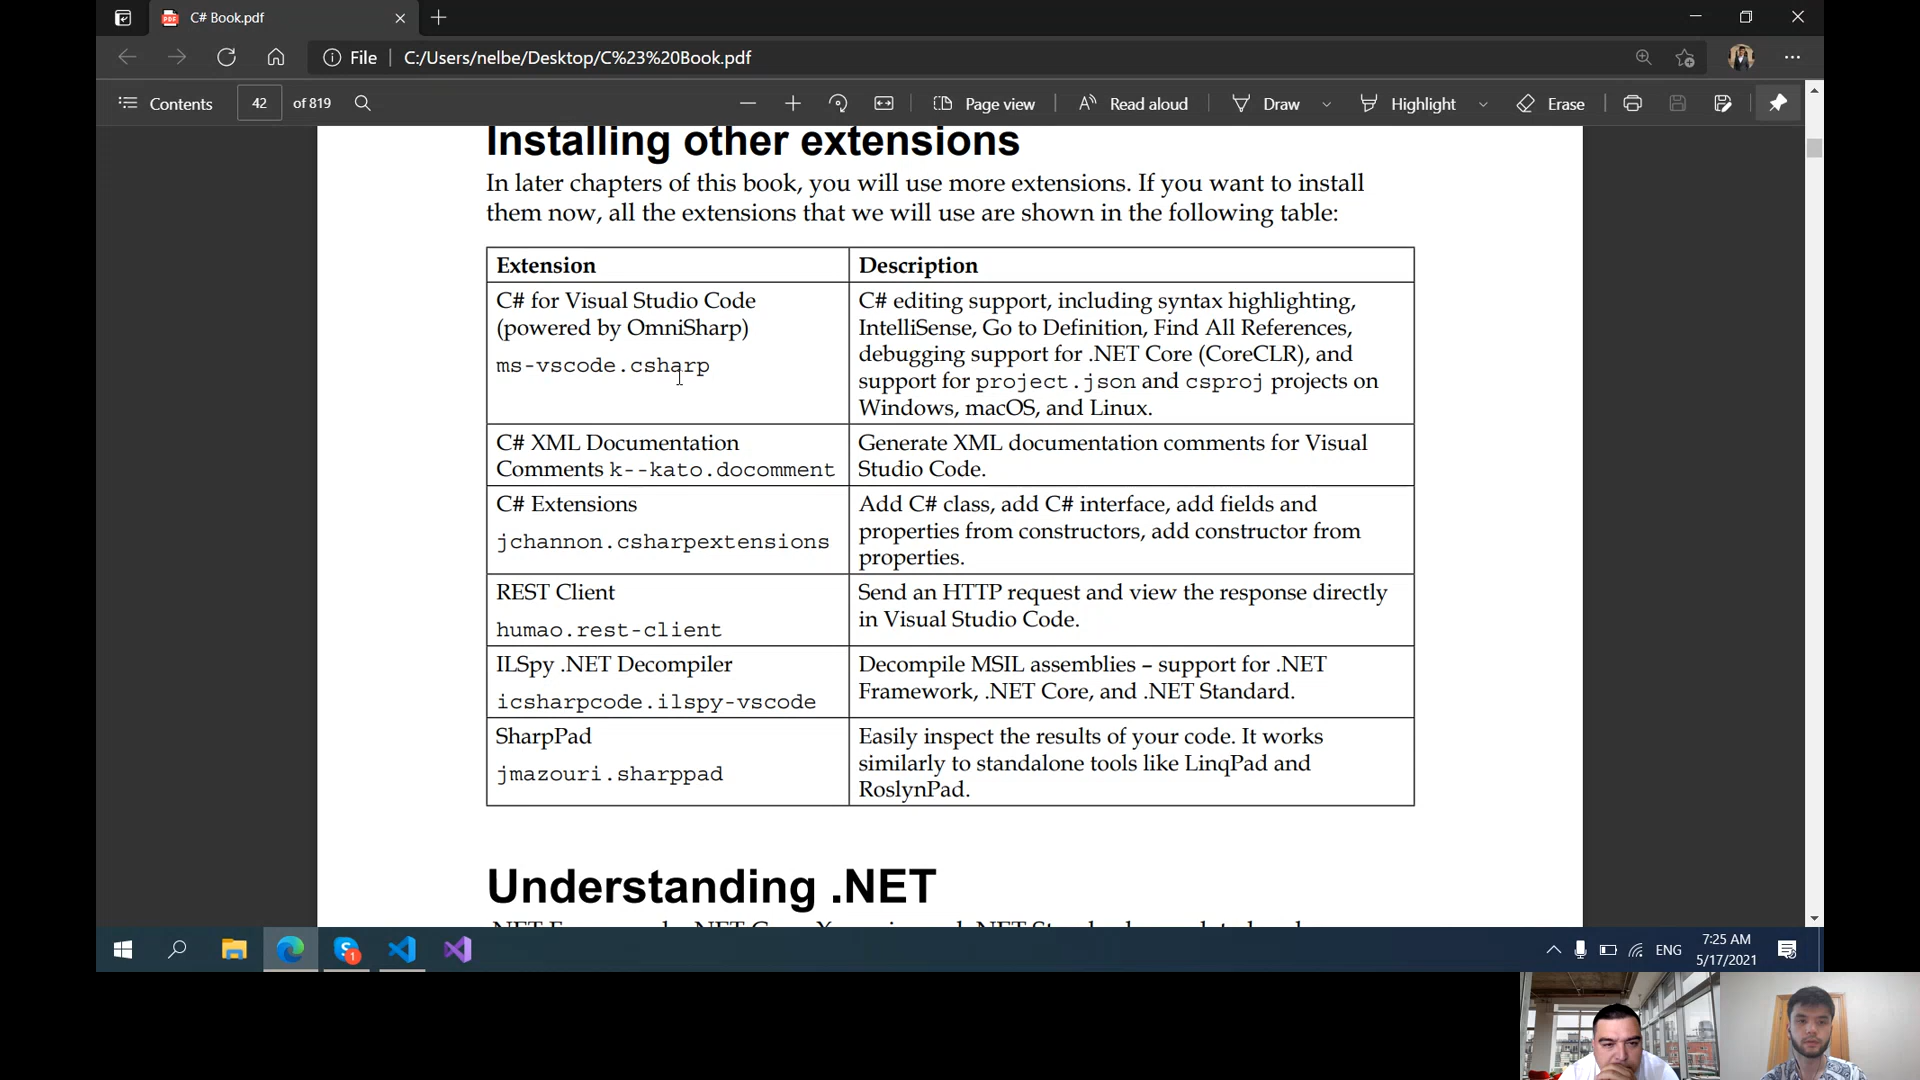 C# Book.pdf
File
C:/Users/nelbe/Desktop/C%23%20Book.pdf
Contents
42
of 819
Page view
Read aloud
Draw
Highlight
Erase
Installing other extensions
In later chapters of this book, you will use more extensions. If you want to install
them now, all the extensions that we will use are shown in the following table:
Extension
Description
C# for Visual Studio Code
(powered by OmniSharp)
ms-vscode.csharp
C# editing support, including syntax highlighting,
IntelliSense, Go to Definition, Find All References,
debugging support for .NET Core (CoreCLR), and
support for project.json and csproj projects on
Windows, macOS, and Linux.
C# XML Documentation
Comments k--kato.docomment
Generate XML documentation comments for Visual
Studio Code.
C# Extensions
jchannon.csharpextensions
Add C# class, add C# interface, add fields and
properties from constructors, add constructor from
properties.
REST Client
humao.rest-client
Send an HTTP request and view the response directly
in Visual Studio Code.
ILSpy .NET Decompiler
icsharpcode.ilspy-vscode
Decompile MSIL assemblies – support for .NET
Framework, .NET Core, and .NET Standard.
SharpPad
jmazouri.sharppad
Easily inspect the results of your code. It works
similarly to standalone tools like LinqPad and
RoslynPad.
Understanding .NET
1
ENG
7:25 AM
5/17/2021